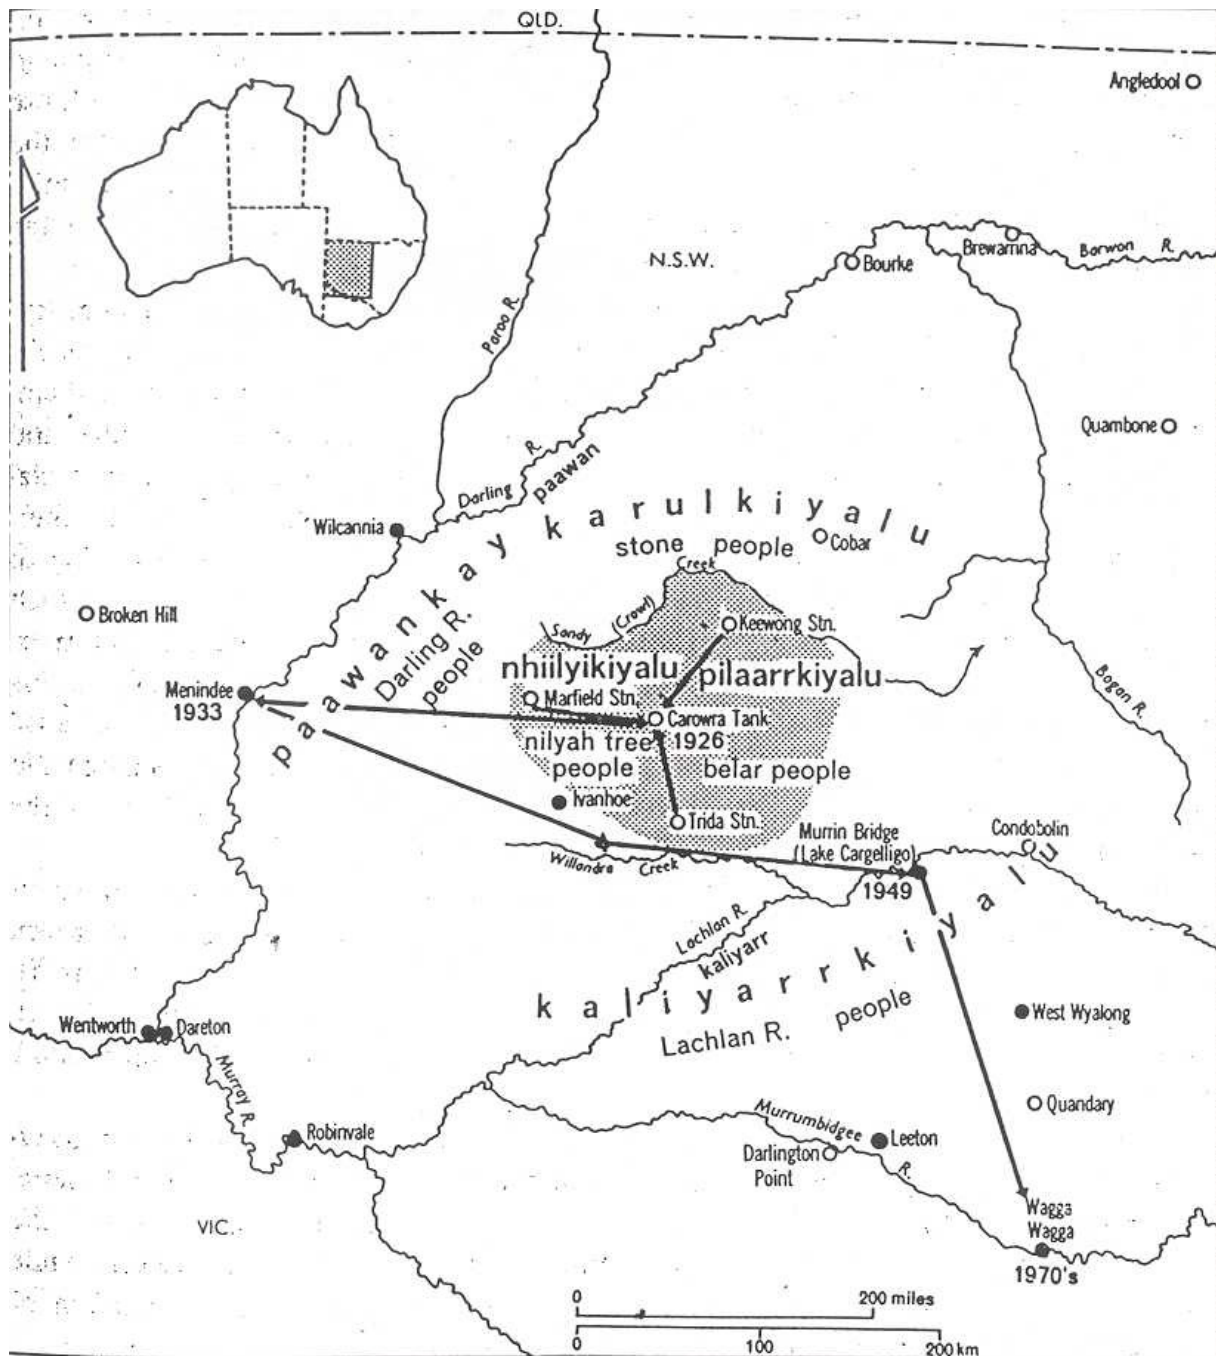 QLD.
Angledool
N.S.W.
Bourke
Brewarrina
Barwon R.
Paroo R.
Quambone
Darling R.
paawan
Wilcannia
karulkiyalu
stone people
Cobar
Broken Hill
paawankay
Darling R.
people
Sandy (Crowl) Creek
Keewong Stn.
nhiilyikiyalu
pilaarrkiyalu
Menindee
1933
Marfield Stn.
Carowra Tank
1926
nilyah tree
people
belar people
Bogan R.
Ivanhoe
Trida Stn.
Murrin Bridge
(Lake Cargelligo)
1949
Condobolin
Willandra Creek
Lachlan R.
kaliyarr
kaliyarrkiyalu
Lachlan R. people
West Wyalong
Wentworth
Dareton
Murray R.
Quandary
Robinvale
Murrumbidgee R.
Leeton
Darlington
Point
Wagga
Wagga
1970's
VIC.
0 200 miles
0 100 200 km